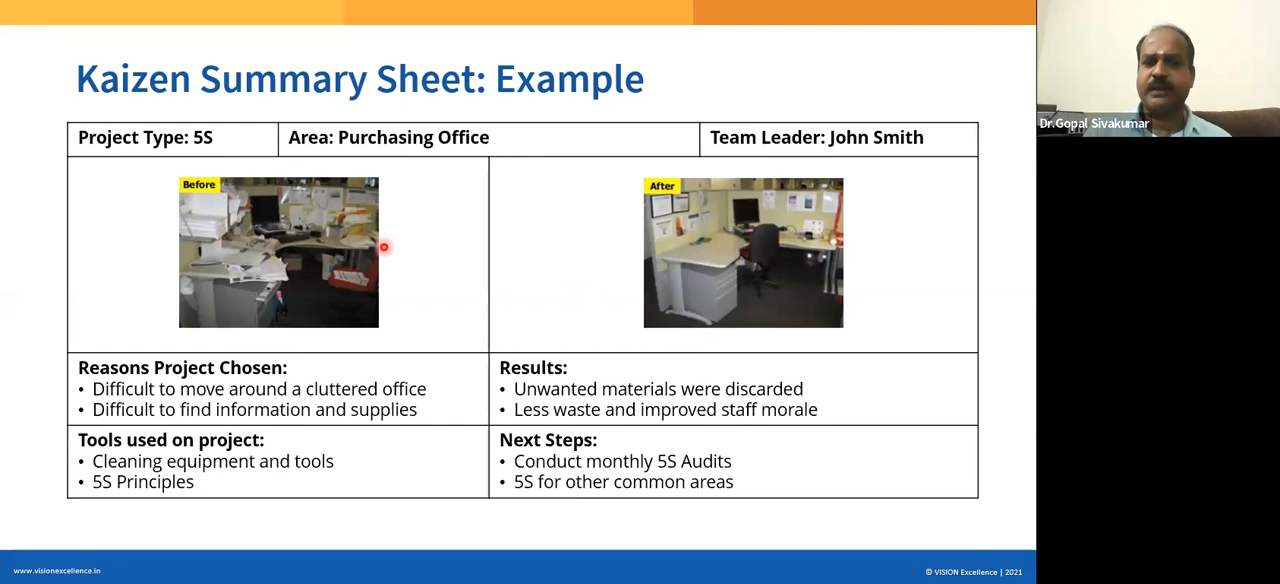 Kaizen Summary Sheet: Example
Project Type: 5S
Area: Purchasing Office
Team Leader: John Smith
Before
After
Reasons Project Chosen:
• Difficult to move around a cluttered office
• Difficult to find information and supplies
Results:
• Unwanted materials were discarded
• Less waste and improved staff morale
Tools used on project:
• Cleaning equipment and tools
• 5S Principles
Next Steps:
• Conduct monthly 5S Audits
• 5S for other common areas
www.visionexcellence.in
© VISION Excellence | 2021
Dr.Gopal Sivakumar